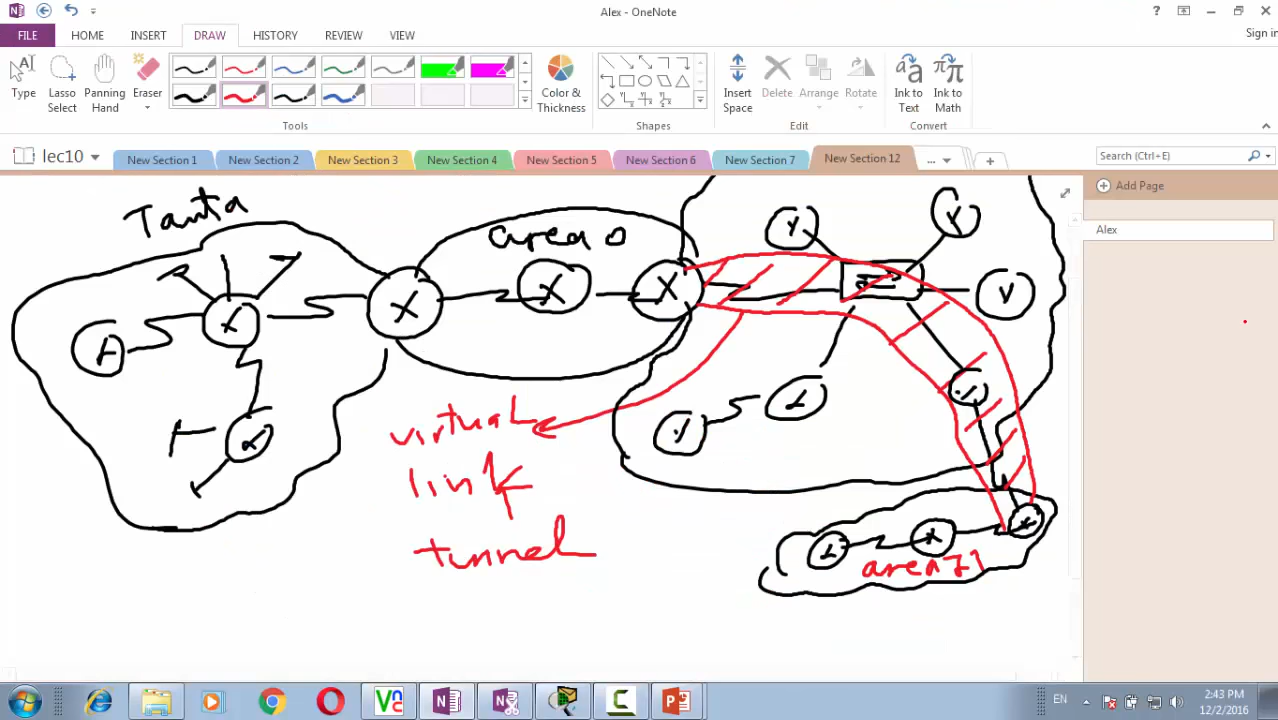 Alex - OneNote
Sign in
FILE HOME INSERT DRAW HISTORY REVIEW VIEW
Type
Lasso Select
Panning Hand
Eraser
Color & Thickness
Insert Space
Delete
Arrange
Rotate
Ink to Text
Ink to Math
Tools
Shapes
Edit
Convert
lec10
New Section 1
New Section 2
New Section 3
New Section 4
New Section 5
New Section 6
New Section 7
New Section 12
...
Search (Ctrl+E)
Add Page
Alex
Tanta
area 0
virtual
link
tunnel
area 71
EN
2:43 PM
12/2/2016